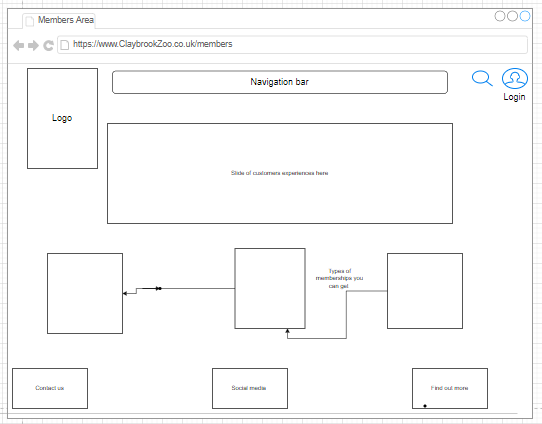 Members Area
https://www.ClaybrookZoo.co.uk/members
Navigation bar
Login
Logo
Slide of customers experiences here
Types of
memberships you
can get
Contact us
Social media
Find out more